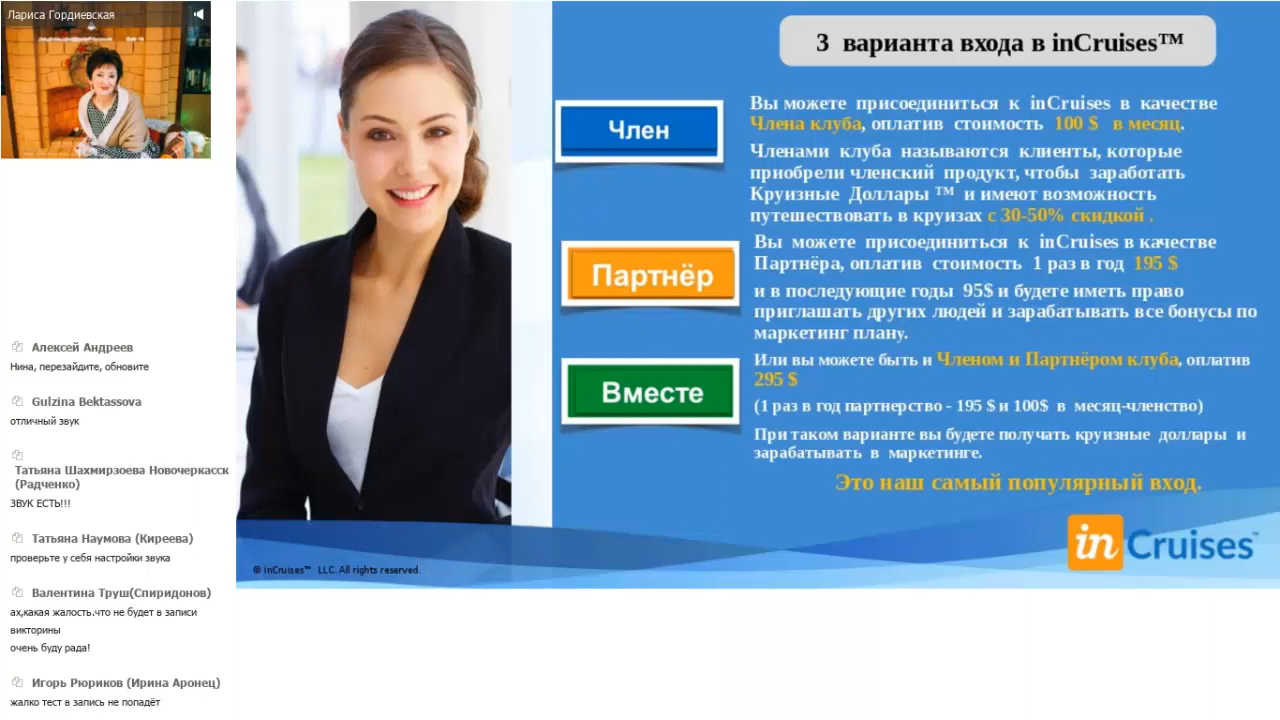 Лариса Гордиевская
Алексей Андреев
Нина, перезайдите, обновите
Gulzina Bektassova
отличный звук
Татьяна Шахмирзоева Новочеркасск
(Радченко)
ЗВУК ЕСТЬ!!!
Татьяна Наумова (Киреева)
проверьте у себя настройки звука
Валентина Труш(Спиридонов)
ах,какая жалость.что не будет в записи
викторины
очень буду рада!
Игорь Рюриков (Ирина Аронец)
жалко тест в запись не попадёт
3 варианта входа в inCruises™
Член
Вы можете присоединиться к inCruises в качестве
Члена клуба, оплатив стоимость 100 $ в месяц.
Членами клуба называются клиенты, которые
приобрели членский продукт, чтобы заработать
Круизные Доллары ™ и имеют возможность
путешествовать в круизах с 30-50% скидкой .
Партнёр
Вы можете присоединиться к inCruises в качестве
Партнёра, оплатив стоимость 1 раз в год 195 $
и в последующие годы 95$ и будете иметь право
приглашать других людей и зарабатывать все бонусы по
маркетинг плану.
Вместе
Или вы можете быть и Членом и Партнёром клуба, оплатив
295 $
(1 раз в год партнерство - 195 $ и 100$ в месяц-членство)
При таком варианте вы будете получать круизные доллары и
зарабатывать в маркетинге.
Это наш самый популярный вход.
inCruises™
© inCruises™ LLC. All rights reserved.